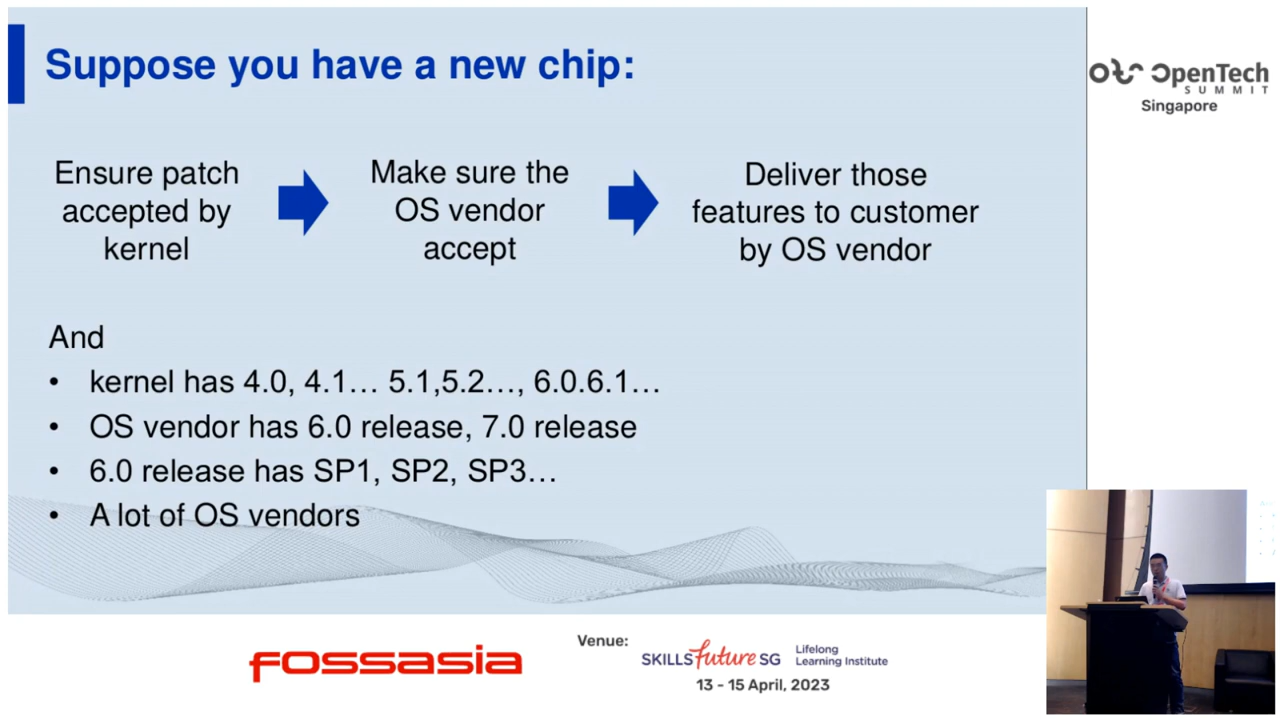 Suppose you have a new chip:
Ensure patch
accepted by
kernel
Make sure the
OS vendor
accept
Deliver those
features to customer
by OS vendor
And
• kernel has 4.0, 4.1… 5.1,5.2…, 6.0.6.1…
• OS vendor has 6.0 release, 7.0 release
• 6.0 release has SP1, SP2, SP3…
• A lot of OS vendors
OpenTech
SUMMIT
Singapore
FOSSASIA
Venue:
SKILLS future SG
Lifelong
Learning Institute
13 - 15 April, 2023